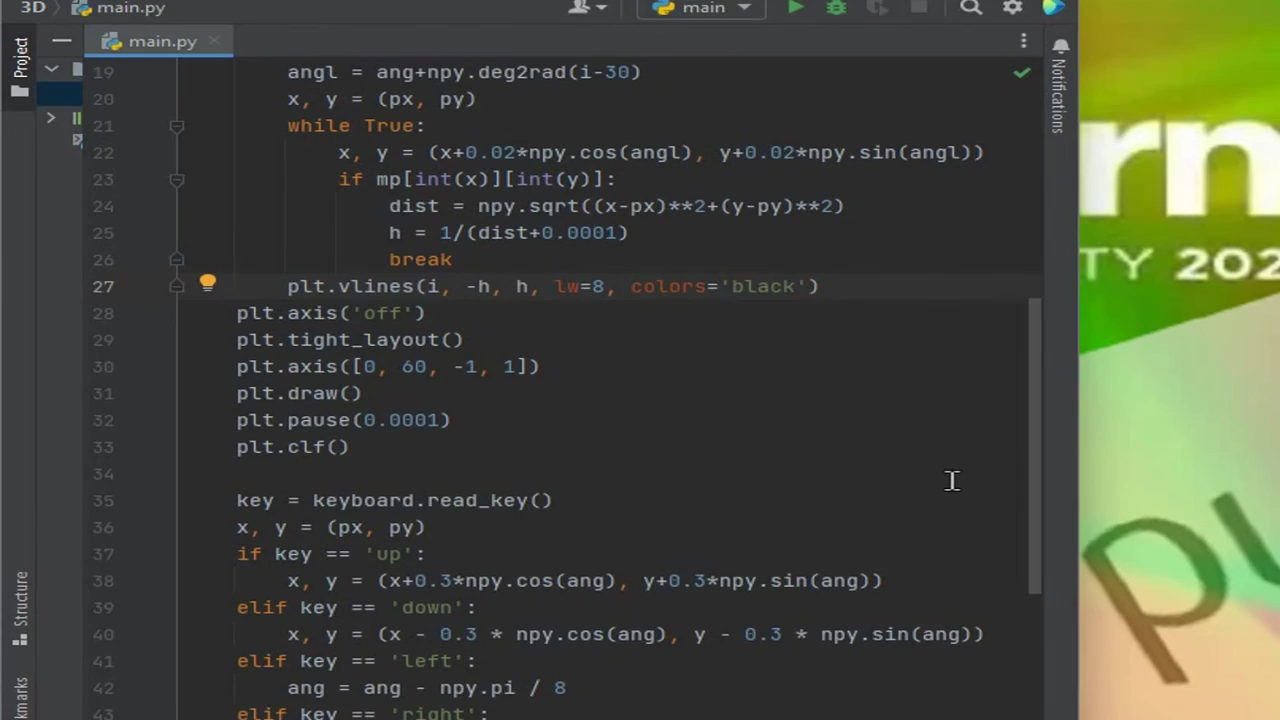 3D
main.py
main
Project
main.py
Notifications
19 angl = ang+npy.deg2rad(i-30)
20 x, y = (px, py)
21 while True:
22 x, y = (x+0.02*npy.cos(angl), y+0.02*npy.sin(angl))
23 if mp[int(x)][int(y)]:
24 dist = npy.sqrt((x-px)**2+(y-py)**2)
25 h = 1/(dist+0.0001)
26 break
27 plt.vlines(i, -h, h, lw=8, colors='black')
28 plt.axis('off')
29 plt.tight_layout()
30 plt.axis([0, 60, -1, 1])
31 plt.draw()
32 plt.pause(0.0001)
33 plt.clf()
34
35 key = keyboard.read_key()
36 x, y = (px, py)
37 if key == 'up':
38 x, y = (x+0.3*npy.cos(ang), y+0.3*npy.sin(ang))
39 elif key == 'down':
40 x, y = (x - 0.3 * npy.cos(ang), y - 0.3 * npy.sin(ang))
41 elif key == 'left':
42 ang = ang - npy.pi / 8
43 elif key == 'right':
Structure
kmarks
rm
TY 202
py